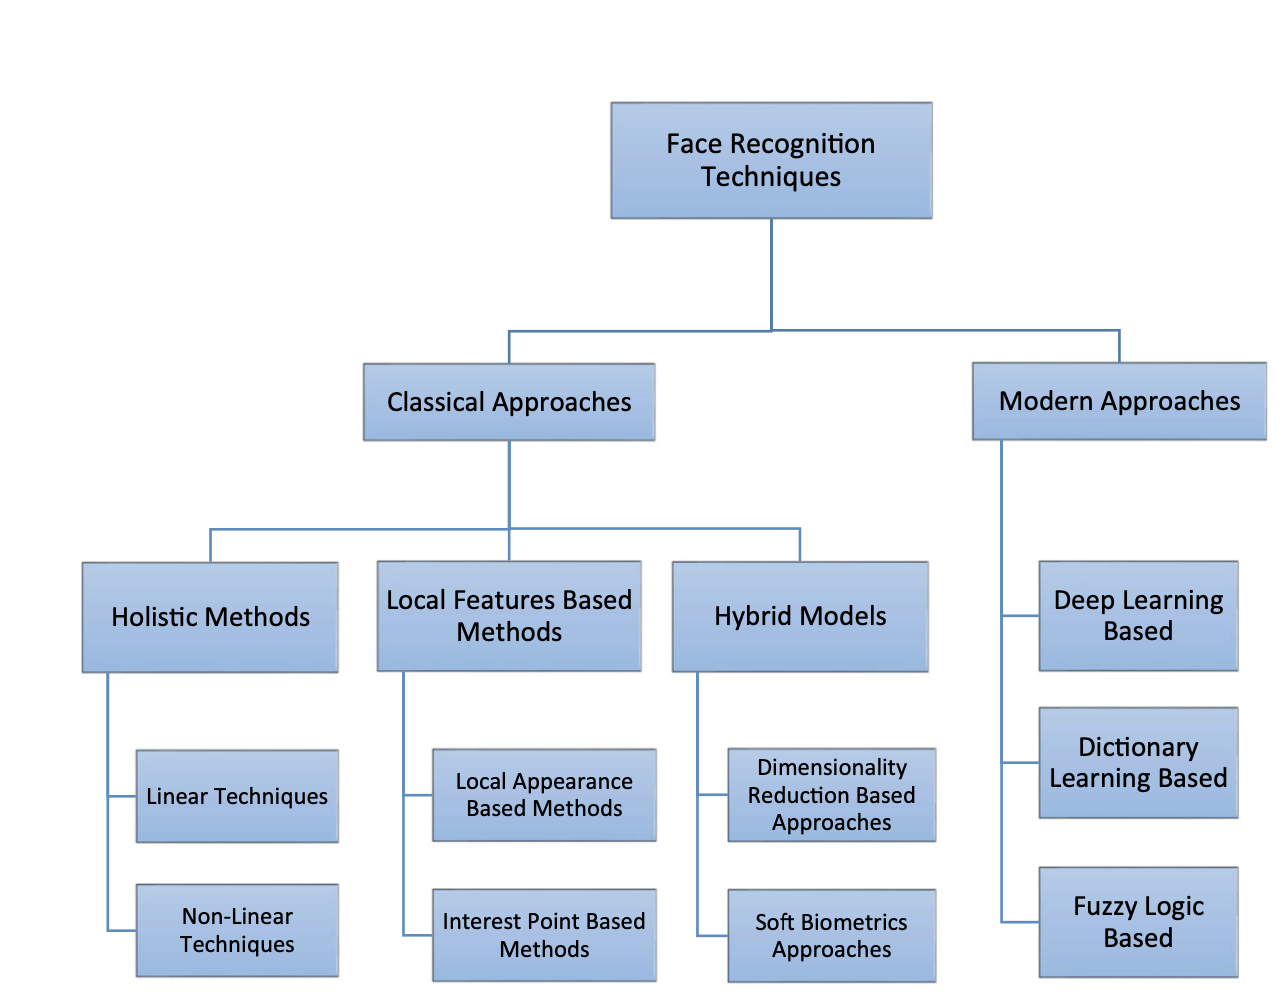 Face Recognition
Techniques
Classical Approaches
Modern Approaches
Holistic Methods
Local Features Based
Methods
Hybrid Models
Deep Learning
Based
Linear Techniques
Local Appearance
Based Methods
Dimensionality
Reduction Based
Approaches
Dictionary
Learning Based
Non-Linear
Techniques
Interest Point Based
Methods
Soft Biometrics
Approaches
Fuzzy Logic
Based